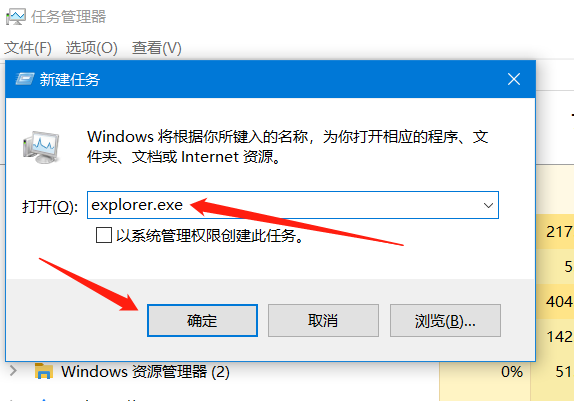 任务管理器
文件(F) 选项(O) 查看(V)
新建任务
Windows 将根据你所键入的名称，为你打开相应的程序、文
件夹、文档或 Internet 资源。
打开(O): explorer.exe
以系统管理权限创建此任务。
217
5
404
确定 取消 浏览(B)...
142
Windows 资源管理器 (2) 0% 51